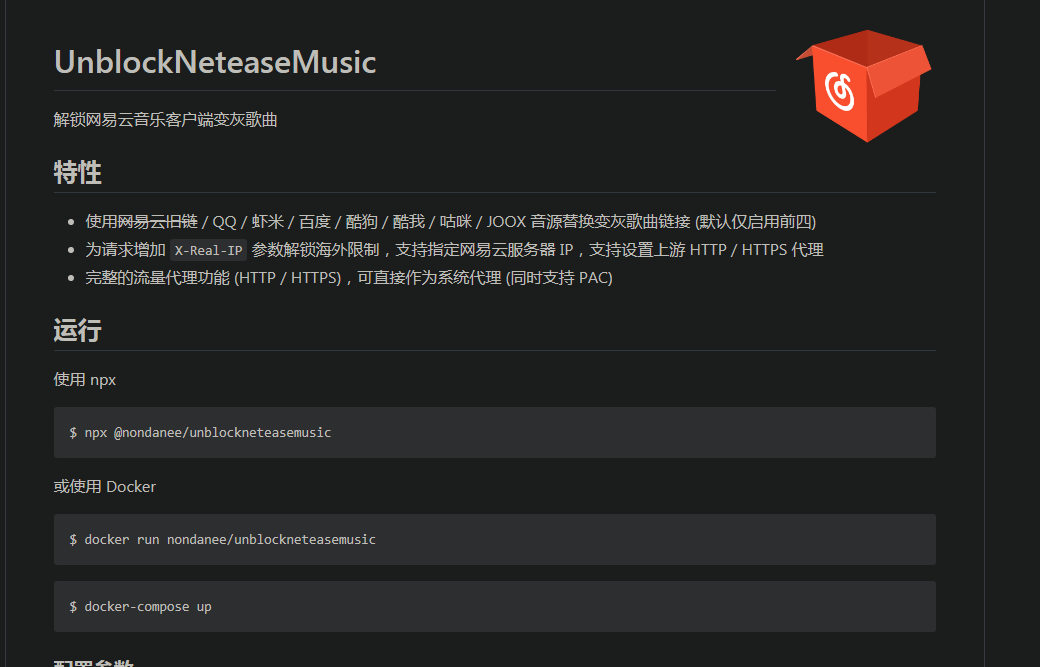 UnblockNeteaseMusic
解锁网易云音乐客户端变灰歌曲
特性
使用网易云旧链 / QQ / 虾米 / 百度 / 酷狗 / 酷我 / 咕咪 / JOOX 音源替换变灰歌曲链接 (默认仅启用前四)
为请求增加 X-Real-IP 参数解锁海外限制，支持指定网易云服务器 IP，支持设置上游 HTTP / HTTPS 代理
完整的流量代理功能 (HTTP / HTTPS)，可直接作为系统代理 (同时支持 PAC)
运行
使用 npx
$ npx @nondanee/unblockneteasemusic
或使用 Docker
$ docker run nondanee/unblockneteasemusic
$ docker-compose up
配置参数